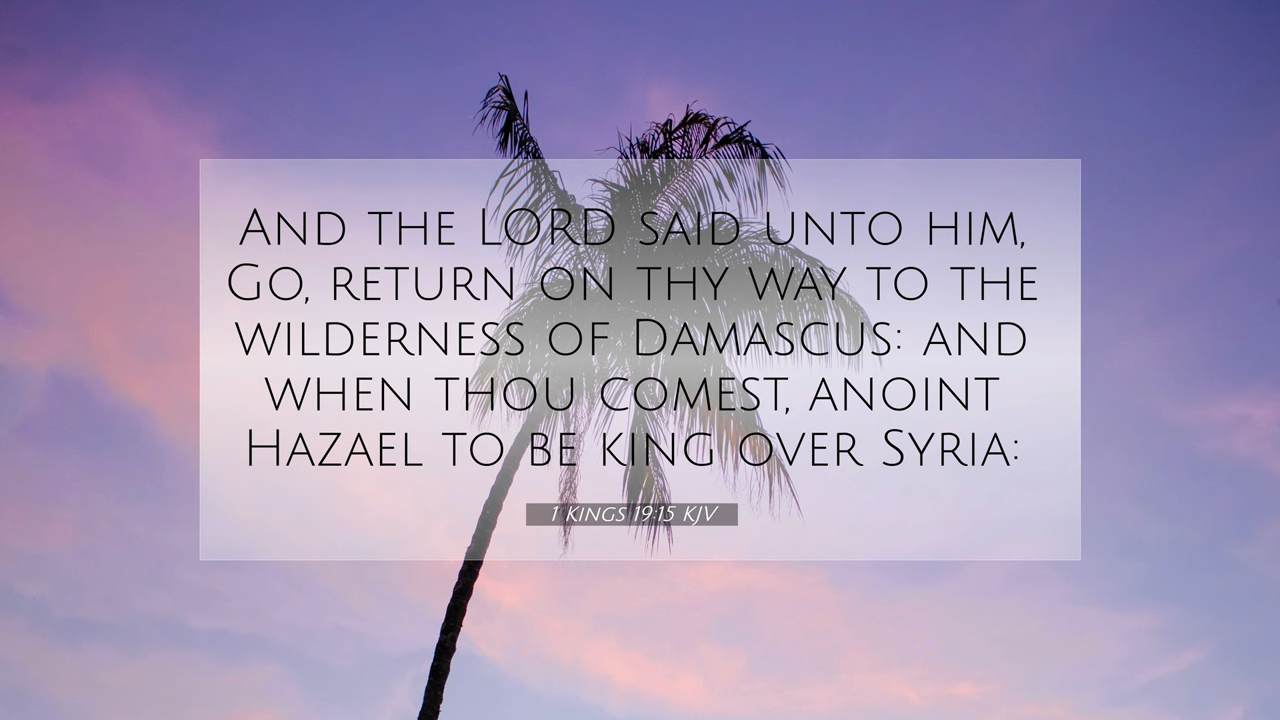 And the LORD said unto him,
Go, return on thy way to the
wilderness of Damascus: and
when thou comest, anoint
Hazael to be king over Syria:
1 Kings 19:15 KJV